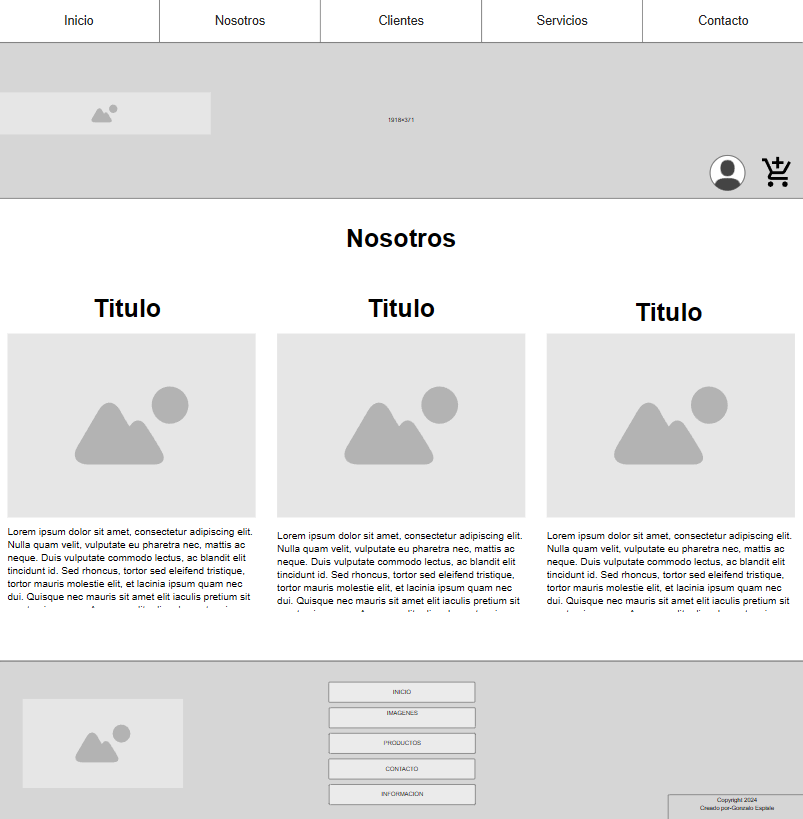 Inicio
Nosotros
Clientes
Servicios
Contacto
1918×371
Nosotros
Titulo
Titulo
Titulo
Lorem ipsum dolor sit amet, consectetur adipiscing elit.
Nulla quam velit, vulputate eu pharetra nec, mattis ac
neque. Duis vulputate commodo lectus, ac blandit elit
tincidunt id. Sed rhoncus, tortor sed eleifend tristique,
tortor mauris molestie elit, et lacinia ipsum quam nec
dui. Quisque nec mauris sit amet elit iaculis pretium sit
Lorem ipsum dolor sit amet, consectetur adipiscing elit.
Nulla quam velit, vulputate eu pharetra nec, mattis ac
neque. Duis vulputate commodo lectus, ac blandit elit
tincidunt id. Sed rhoncus, tortor sed eleifend tristique,
tortor mauris molestie elit, et lacinia ipsum quam nec
dui. Quisque nec mauris sit amet elit iaculis pretium sit
Lorem ipsum dolor sit amet, consectetur adipiscing elit.
Nulla quam velit, vulputate eu pharetra nec, mattis ac
neque. Duis vulputate commodo lectus, ac blandit elit
tincidunt id. Sed rhoncus, tortor sed eleifend tristique,
tortor mauris molestie elit, et lacinia ipsum quam nec
dui. Quisque nec mauris sit amet elit iaculis pretium sit
INICIO
IMAGENES
PRODUCTOS
CONTACTO
INFORMACION
Copyright 2024
Creado por-Gonzalo